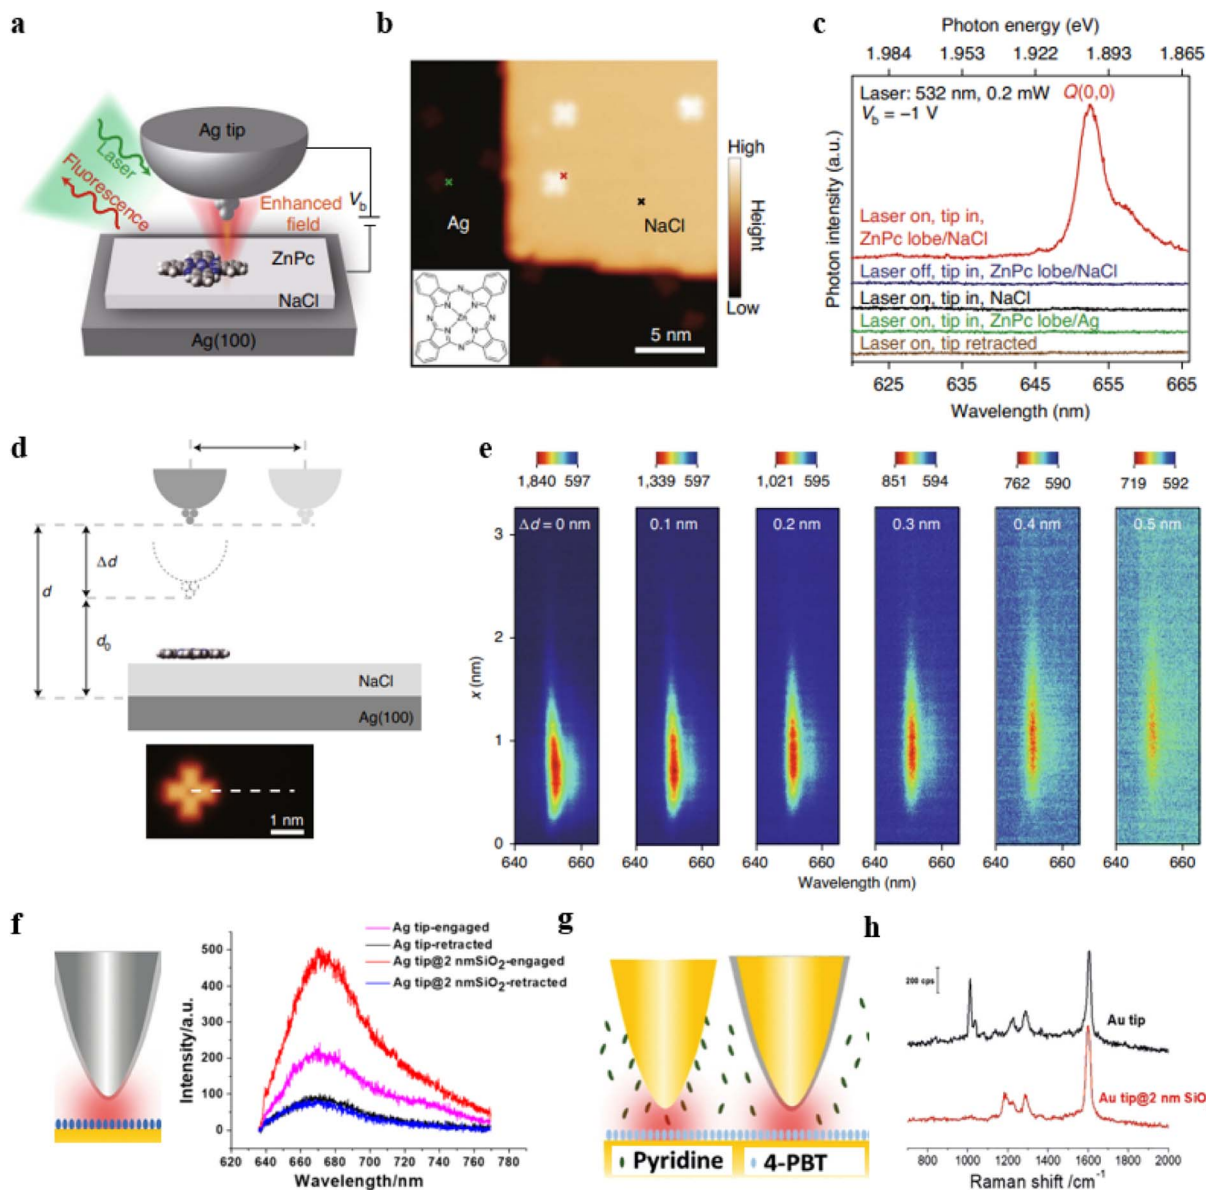 a
Ag tip
Laser
Fluorescence
Enhanced
field
V_b
ZnPc
NaCl
Ag(100)
b
Ag
NaCl
5 nm
High
Height
Low
N
N
N
N
N
N
N
N
Zn
c
Photon energy (eV)
1.984 1.953 1.922 1.893 1.865
Laser: 532 nm, 0.2 mW Q(0,0)
V_b = –1 V
Laser on, tip in,
ZnPc lobe/NaCl
Laser off, tip in, ZnPc lobe/NaCl
Laser on, tip in, NaCl
Laser on, tip in, ZnPc lobe/Ag
Laser on, tip retracted
Photon intensity (a.u.)
625 635 645 655 665
Wavelength (nm)
d
Δd
d
d_0
NaCl
Ag(100)
1 nm
e
1,840 597 1,339 597 1,021 595 851 594 762 590 719 592
Δd = 0 nm 0.1 nm 0.2 nm 0.3 nm 0.4 nm 0.5 nm
3
2
1
0
x (nm)
640 660 640 660 640 660 640 660 640 660 640 660
Wavelength (nm)
f
Ag tip-engaged
Ag tip-retracted
Ag tip@2 nmSiO₂-engaged
Ag tip@2 nmSiO₂-retracted
500
400
300
200
100
0
Intensity/a.u.
620 640 660 680 700 720 740 760 780
Wavelength/nm
g
Pyridine
4-PBT
h
200 cps
Au tip
Au tip@2 nm SiO
800 1000 1200 1400 1600 1800 2000
Raman shift /cm⁻¹